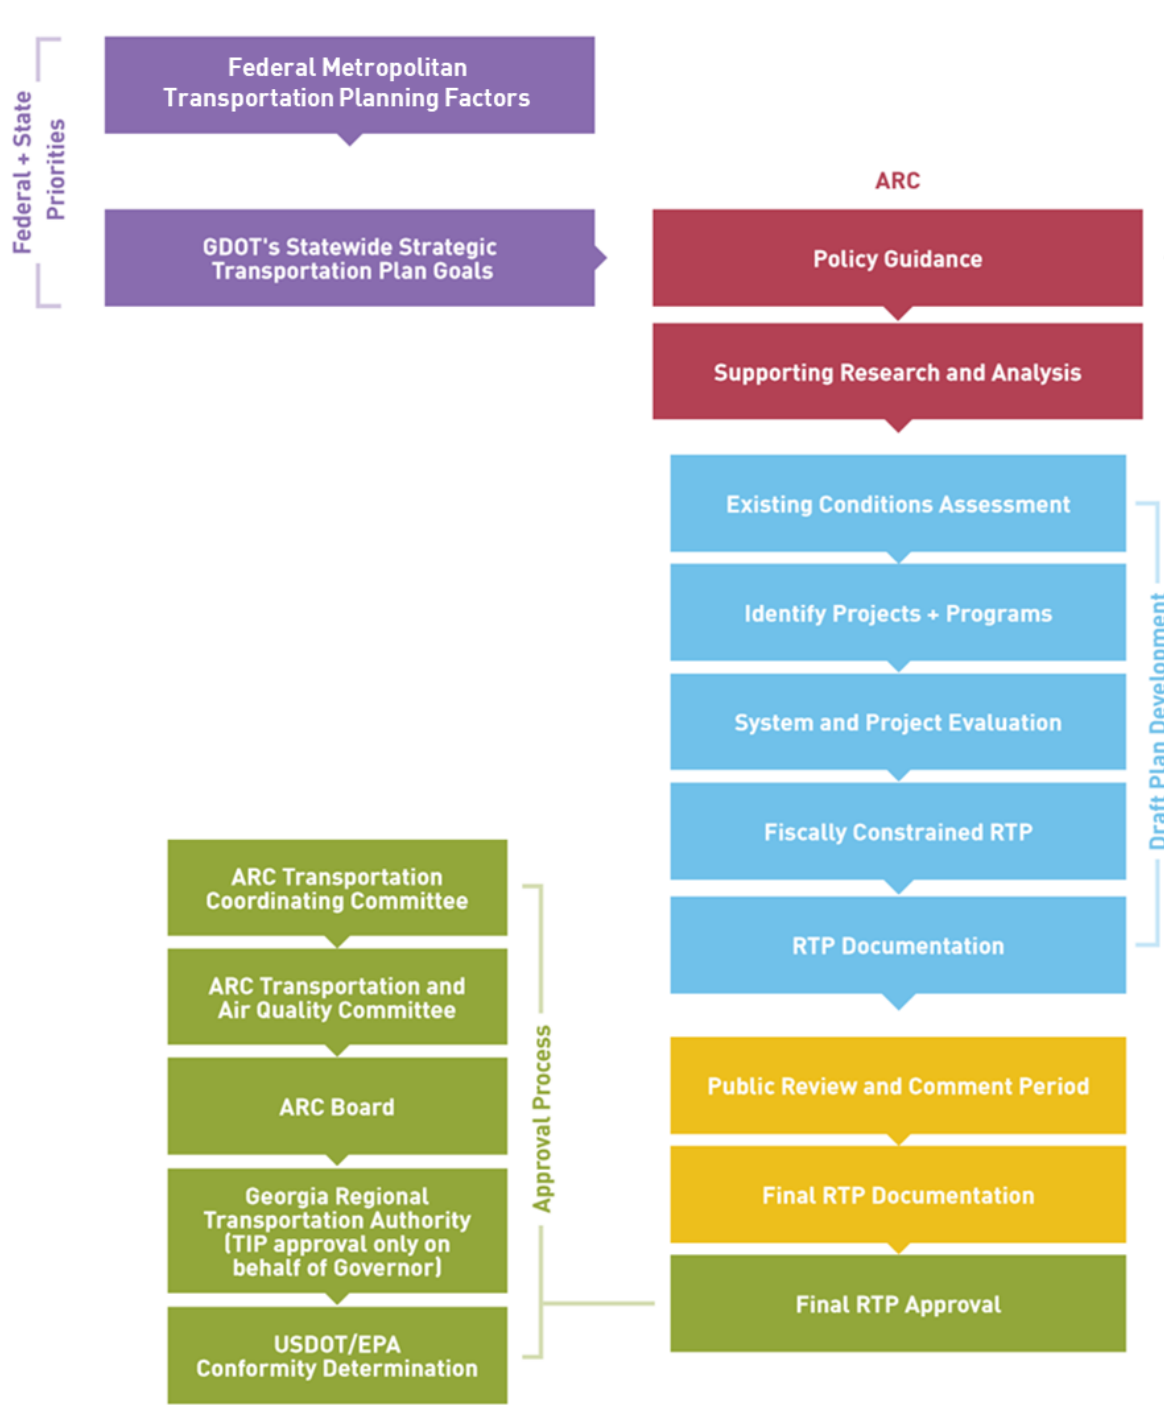 Federal + State
Priorities
Federal Metropolitan
Transportation Planning Factors
GDOT's Statewide Strategic
Transportation Plan Goals
ARC
Policy Guidance
Supporting Research and Analysis
Existing Conditions Assessment
Identify Projects + Programs
System and Project Evaluation
Fiscally Constrained RTP
RTP Documentation
Draft Plan Development
Public Review and Comment Period
Final RTP Documentation
Final RTP Approval
Approval Process
ARC Transportation
Coordinating Committee
ARC Transportation and
Air Quality Committee
ARC Board
Georgia Regional
Transportation Authority
(TIP approval only on
behalf of Governor)
USDOT/EPA
Conformity Determination